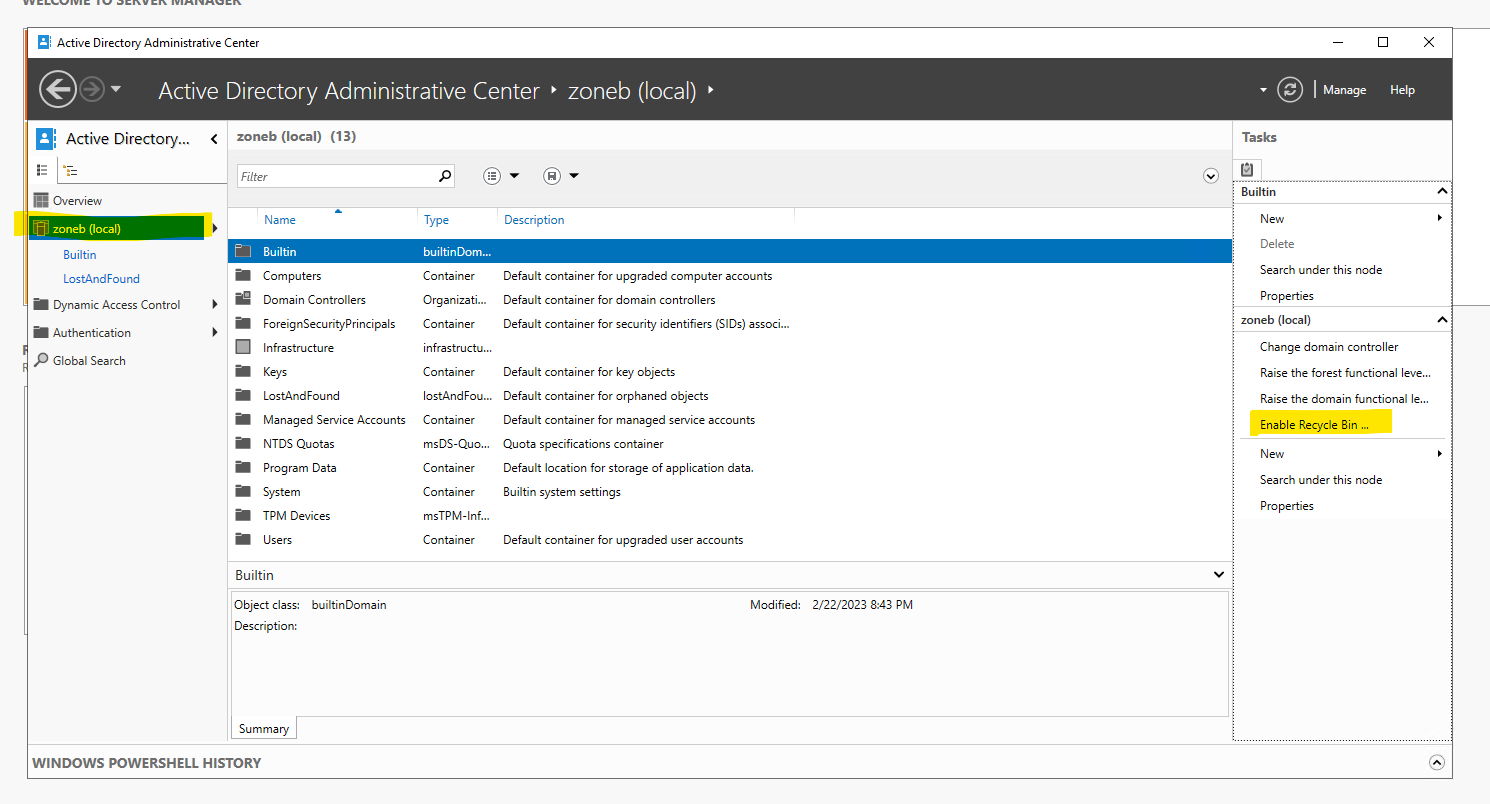 WELCOME TO SERVER MANAGER
Active Directory Administrative Center
Active Directory Administrative Center • zoneb (local) •
Manage
Help
Active Directory...
Overview
zoneb (local)
Builtin
LostAndFound
Dynamic Access Control
Authentication
Global Search
zoneb (local) (13)
Filter
Name Type Description
Builtin builtinDom...
Computers Container Default container for upgraded computer accounts
Domain Controllers Organizati... Default container for domain controllers
ForeignSecurityPrincipals Container Default container for security identifiers (SIDs) associ...
Infrastructure infrastructu...
Keys Container Default container for key objects
LostAndFound lostAndFou... Default container for orphaned objects
Managed Service Accounts Container Default container for managed service accounts
NTDS Quotas msDS-Quo... Quota specifications container
Program Data Container Default location for storage of application data.
System Container Builtin system settings
TPM Devices msTPM-Inf...
Users Container Default container for upgraded user accounts
Builtin
Object class: builtinDomain Modified: 2/22/2023 8:43 PM
Description:
Summary
Tasks
Builtin
New
Delete
Search under this node
Properties
zoneb (local)
Change domain controller
Raise the forest functional leve...
Raise the domain functional le...
Enable Recycle Bin ...
New
Search under this node
Properties
WINDOWS POWERSHELL HISTORY